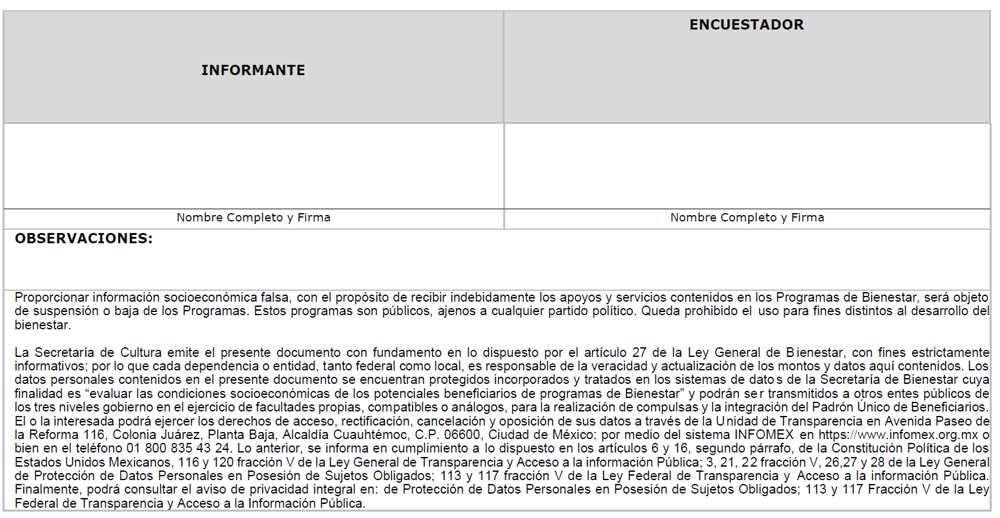 ENCUESTADOR
INFORMANTE
Nombre Completo y Firma
Nombre Completo y Firma
OBSERVACIONES:
Proporcionar información socioeconómica falsa, con el propósito de recibir indebidamente los apoyos y servicios contenidos en los Programas de Bienestar, será objeto
de suspensión o baja de los Programas. Estos programas son públicos, ajenos a cualquier partido político. Queda prohibido el uso para fines distintos al desarrollo del
bienestar.
La Secretaría de Cultura emite el presente documento con fundamento en lo dispuesto por el artículo 27 de la Ley General de Bienestar, con fines estrictamente
informativos; por lo que cada dependencia o entidad, tanto federal como local, es responsable de la veracidad y actualización de los montos y datos aquí contenidos. Los
datos personales contenidos en el presente documento se encuentran protegidos incorporados y tratados en los sistemas de datos de la Secretaría de Bienestar cuya
finalidad es “evaluar las condiciones socioeconómicas de los potenciales beneficiarios de programas de Bienestar” y podrán ser transmitidos a otros entes públicos de
los tres niveles gobierno en el ejercicio de facultades propias, compatibles o análogos, para la realización de compulsas y la integración del Padrón Único de Beneficiarios.
El o la interesada podrá ejercer los derechos de acceso, rectificación, cancelación y oposición de sus datos a través de la Unidad de Transparencia en Avenida Paseo de
la Reforma 116, Colonia Juárez, Planta Baja, Alcaldía Cuauhtémoc, C.P. 06600, Ciudad de México: por medio del sistema INFOMEX en https://www.infomex.org.mx o
bien en el teléfono 01 800 835 43 24. Lo anterior, se informa en cumplimiento a lo dispuesto en los artículos 6 y 16, segundo párrafo, de la Constitución Política de los
Estados Unidos Mexicanos, 116 y 120 fracción V de la Ley General de Transparencia y Acceso a la información Pública; 3, 21, 22 fracción V, 26,27 y 28 de la Ley General
de Protección de Datos Personales en Posesión de Sujetos Obligados; 113 y 117 fracción V de la Ley Federal de Transparencia y Acceso a la información Pública.
Finalmente, podrá consultar el aviso de privacidad integral en: de Protección de Datos Personales en Posesión de Sujetos Obligados; 113 y 117 Fracción V de la Ley
Federal de Transparencia y Acceso a la Información Pública.